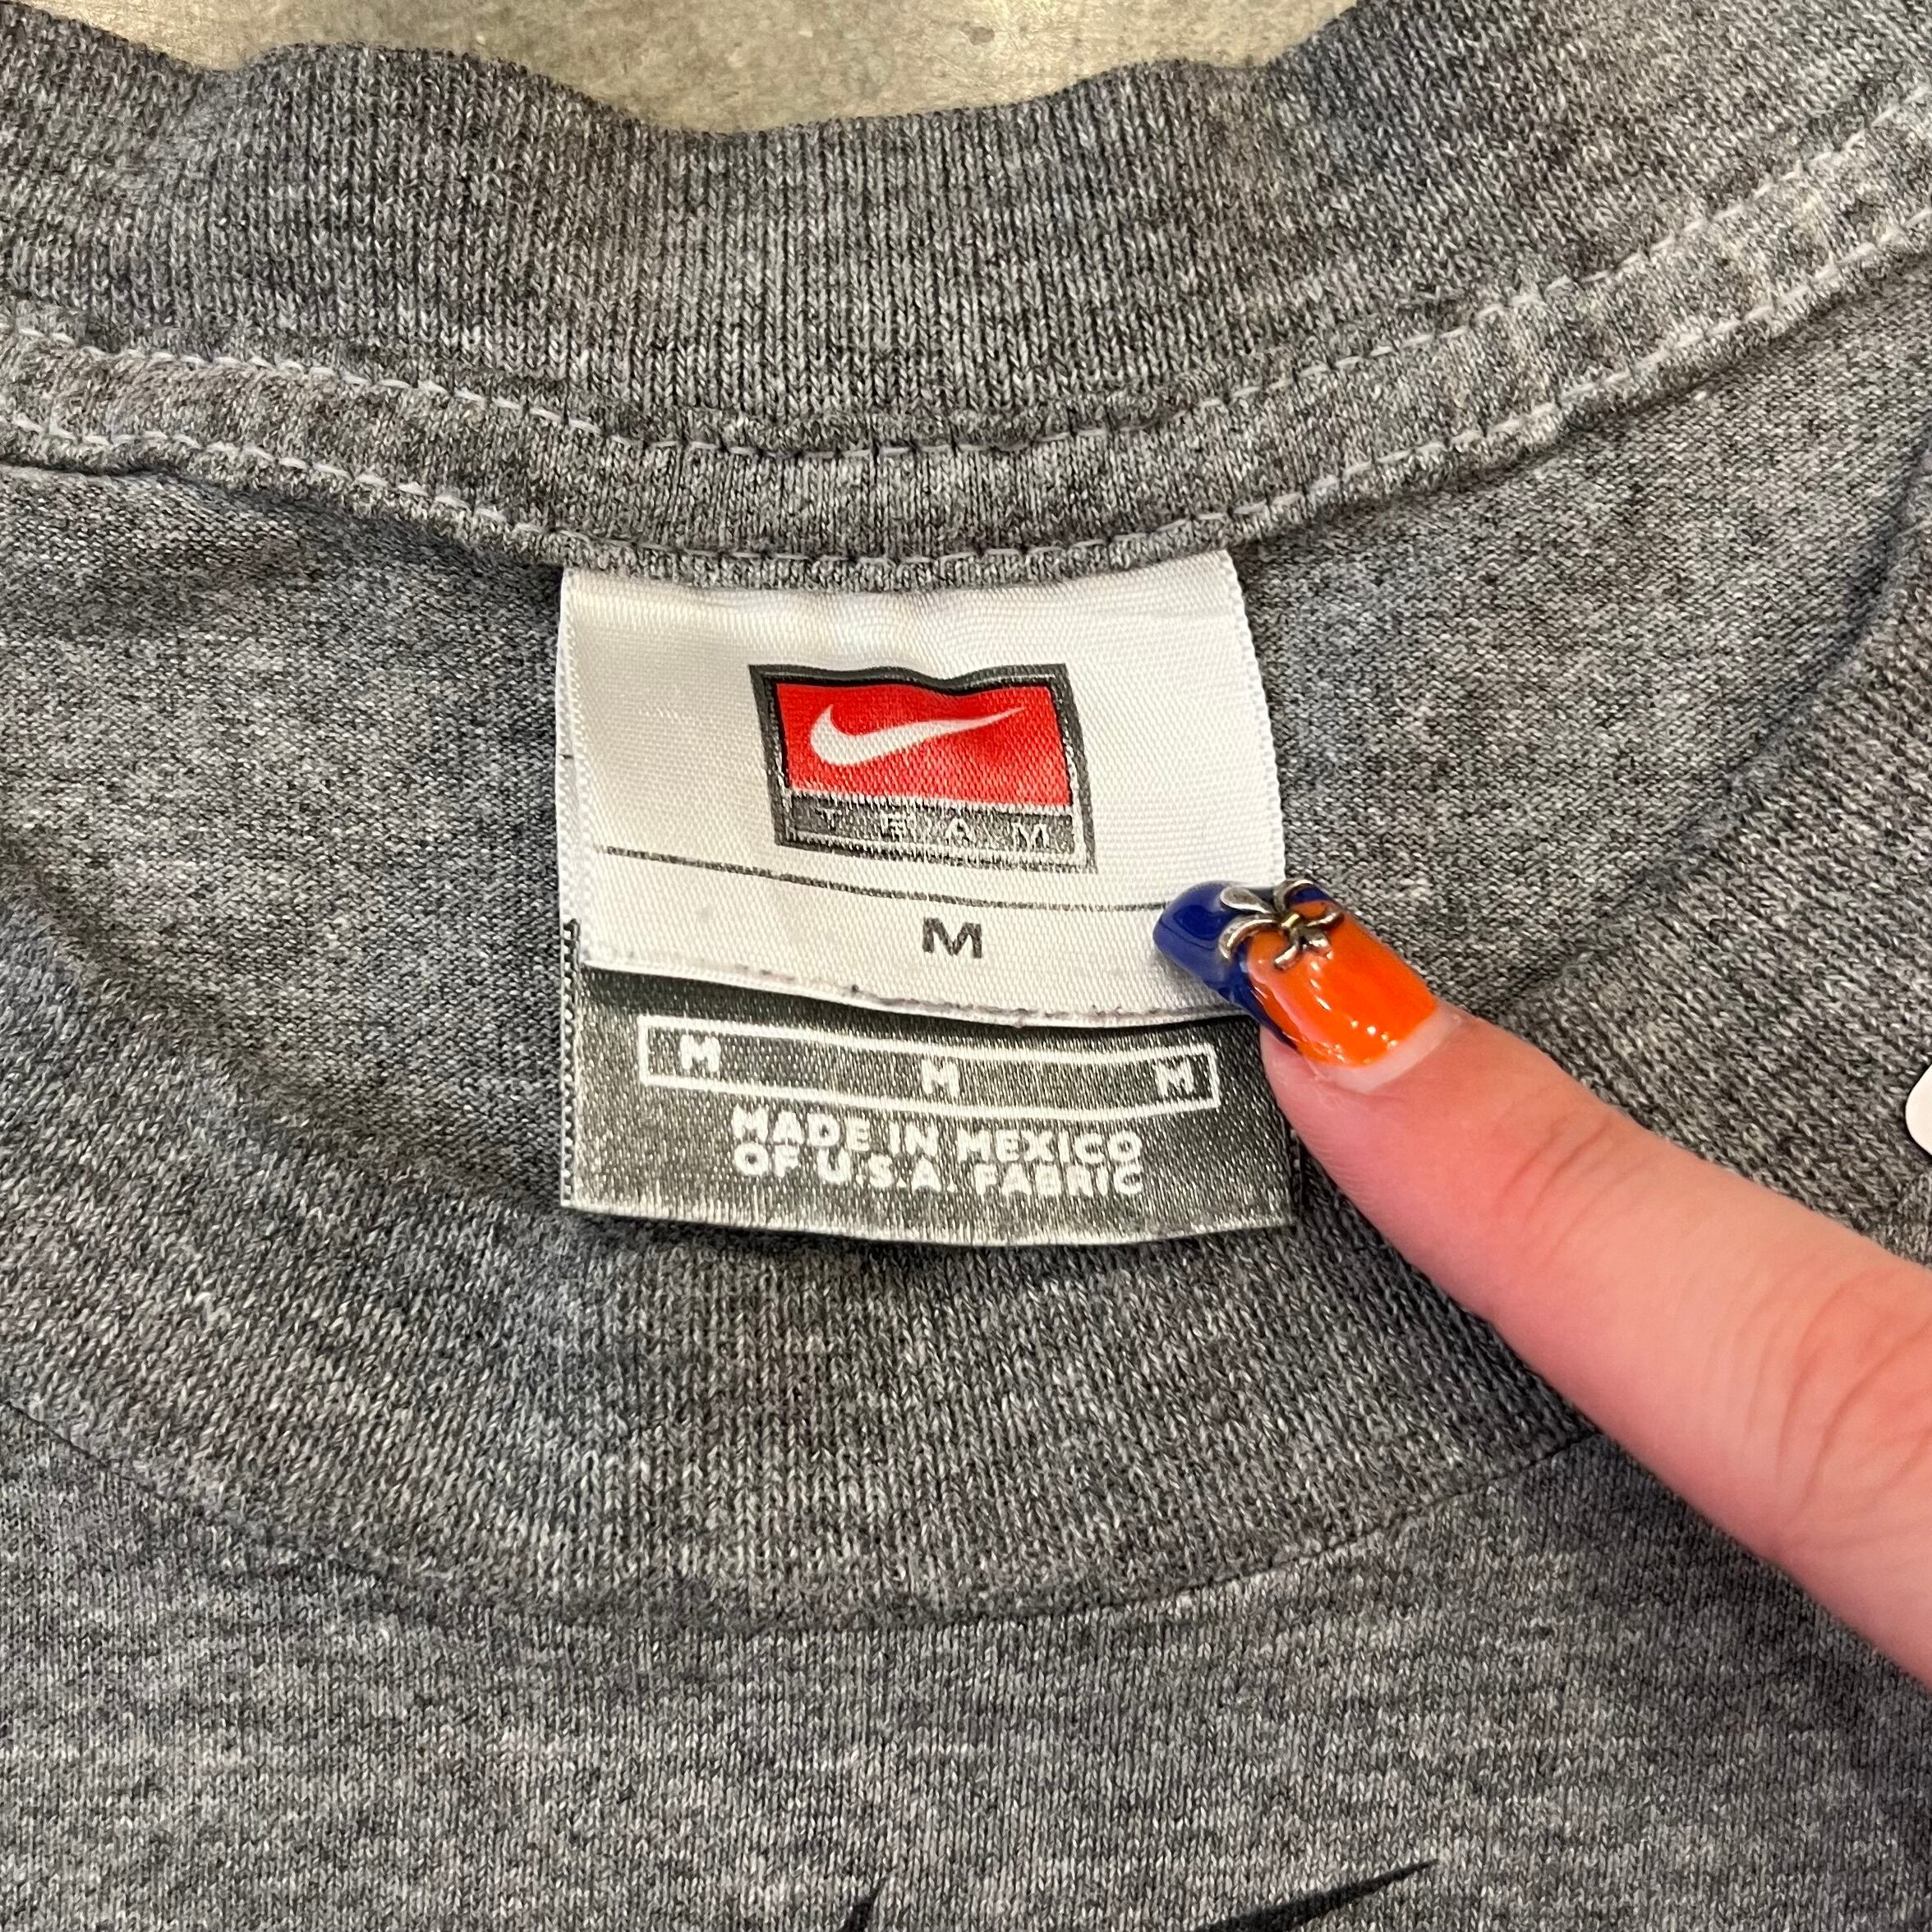 TEAM
M
M M M
MADE IN MEXICO
OF U.S.A. FABRIC